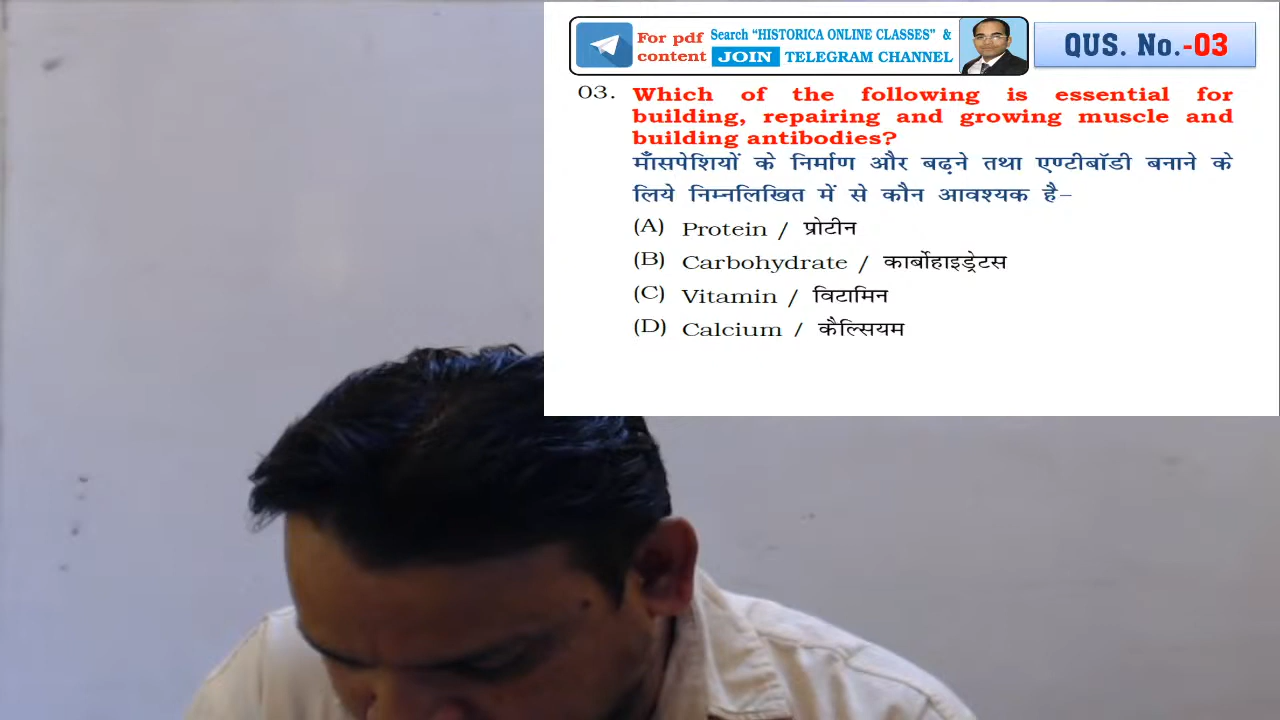 For pdf content
Search "HISTORICA ONLINE CLASSES" &
JOIN TELEGRAM CHANNEL
QUS. No.-03
03. Which of the following is essential for
building, repairing and growing muscle and
building antibodies?
माँसपेशियों के निर्माण और बढ़ने तथा एण्टीबॉडी बनाने के
लिये निम्नलिखित में से कौन आवश्यक है–
(A) Protein / प्रोटीन
(B) Carbohydrate / कार्बोहाइड्रेटस
(C) Vitamin / विटामिन
(D) Calcium / कैल्सियम